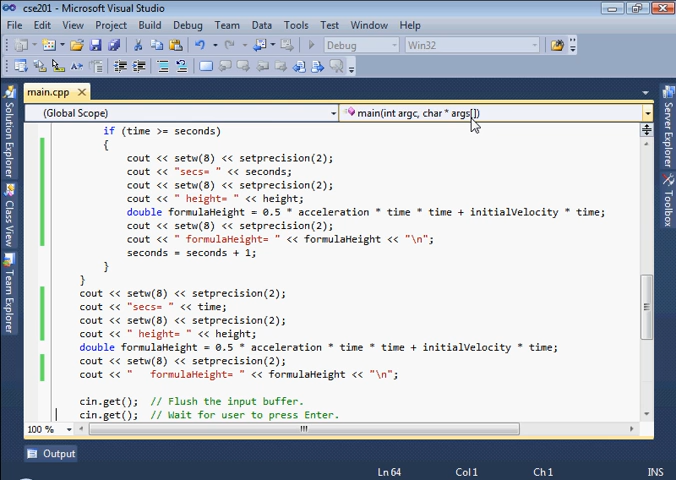 cse201 - Microsoft Visual Studio
File Edit View Project Build Debug Team Data Tools Test Window Help
Debug Win32
main.cpp
(Global Scope) main(int argc, char * args[])
if (time >= seconds)
{
cout << setw(8) << setprecision(2);
cout << "secs= " << seconds;
cout << setw(8) << setprecision(2);
cout << " height= " << height;
double formulaHeight = 0.5 * acceleration * time * time + initialVelocity * time;
cout << setw(8) << setprecision(2);
cout << " formulaHeight= " << formulaHeight << "\n";
seconds = seconds + 1;
}
}
cout << setw(8) << setprecision(2);
cout << "secs= " << time;
cout << setw(8) << setprecision(2);
cout << " height= " << height;
double formulaHeight = 0.5 * acceleration * time * time + initialVelocity * time;
cout << setw(8) << setprecision(2);
cout << "   formulaHeight= " << formulaHeight << "\n";
cin.get();  // Flush the input buffer.
cin.get();  // Wait for user to press Enter.
100 %
Output
Ln 64 Col 1 Ch 1 INS
Solution Explorer
Class View
Team Explorer
Server Explorer
Toolbox